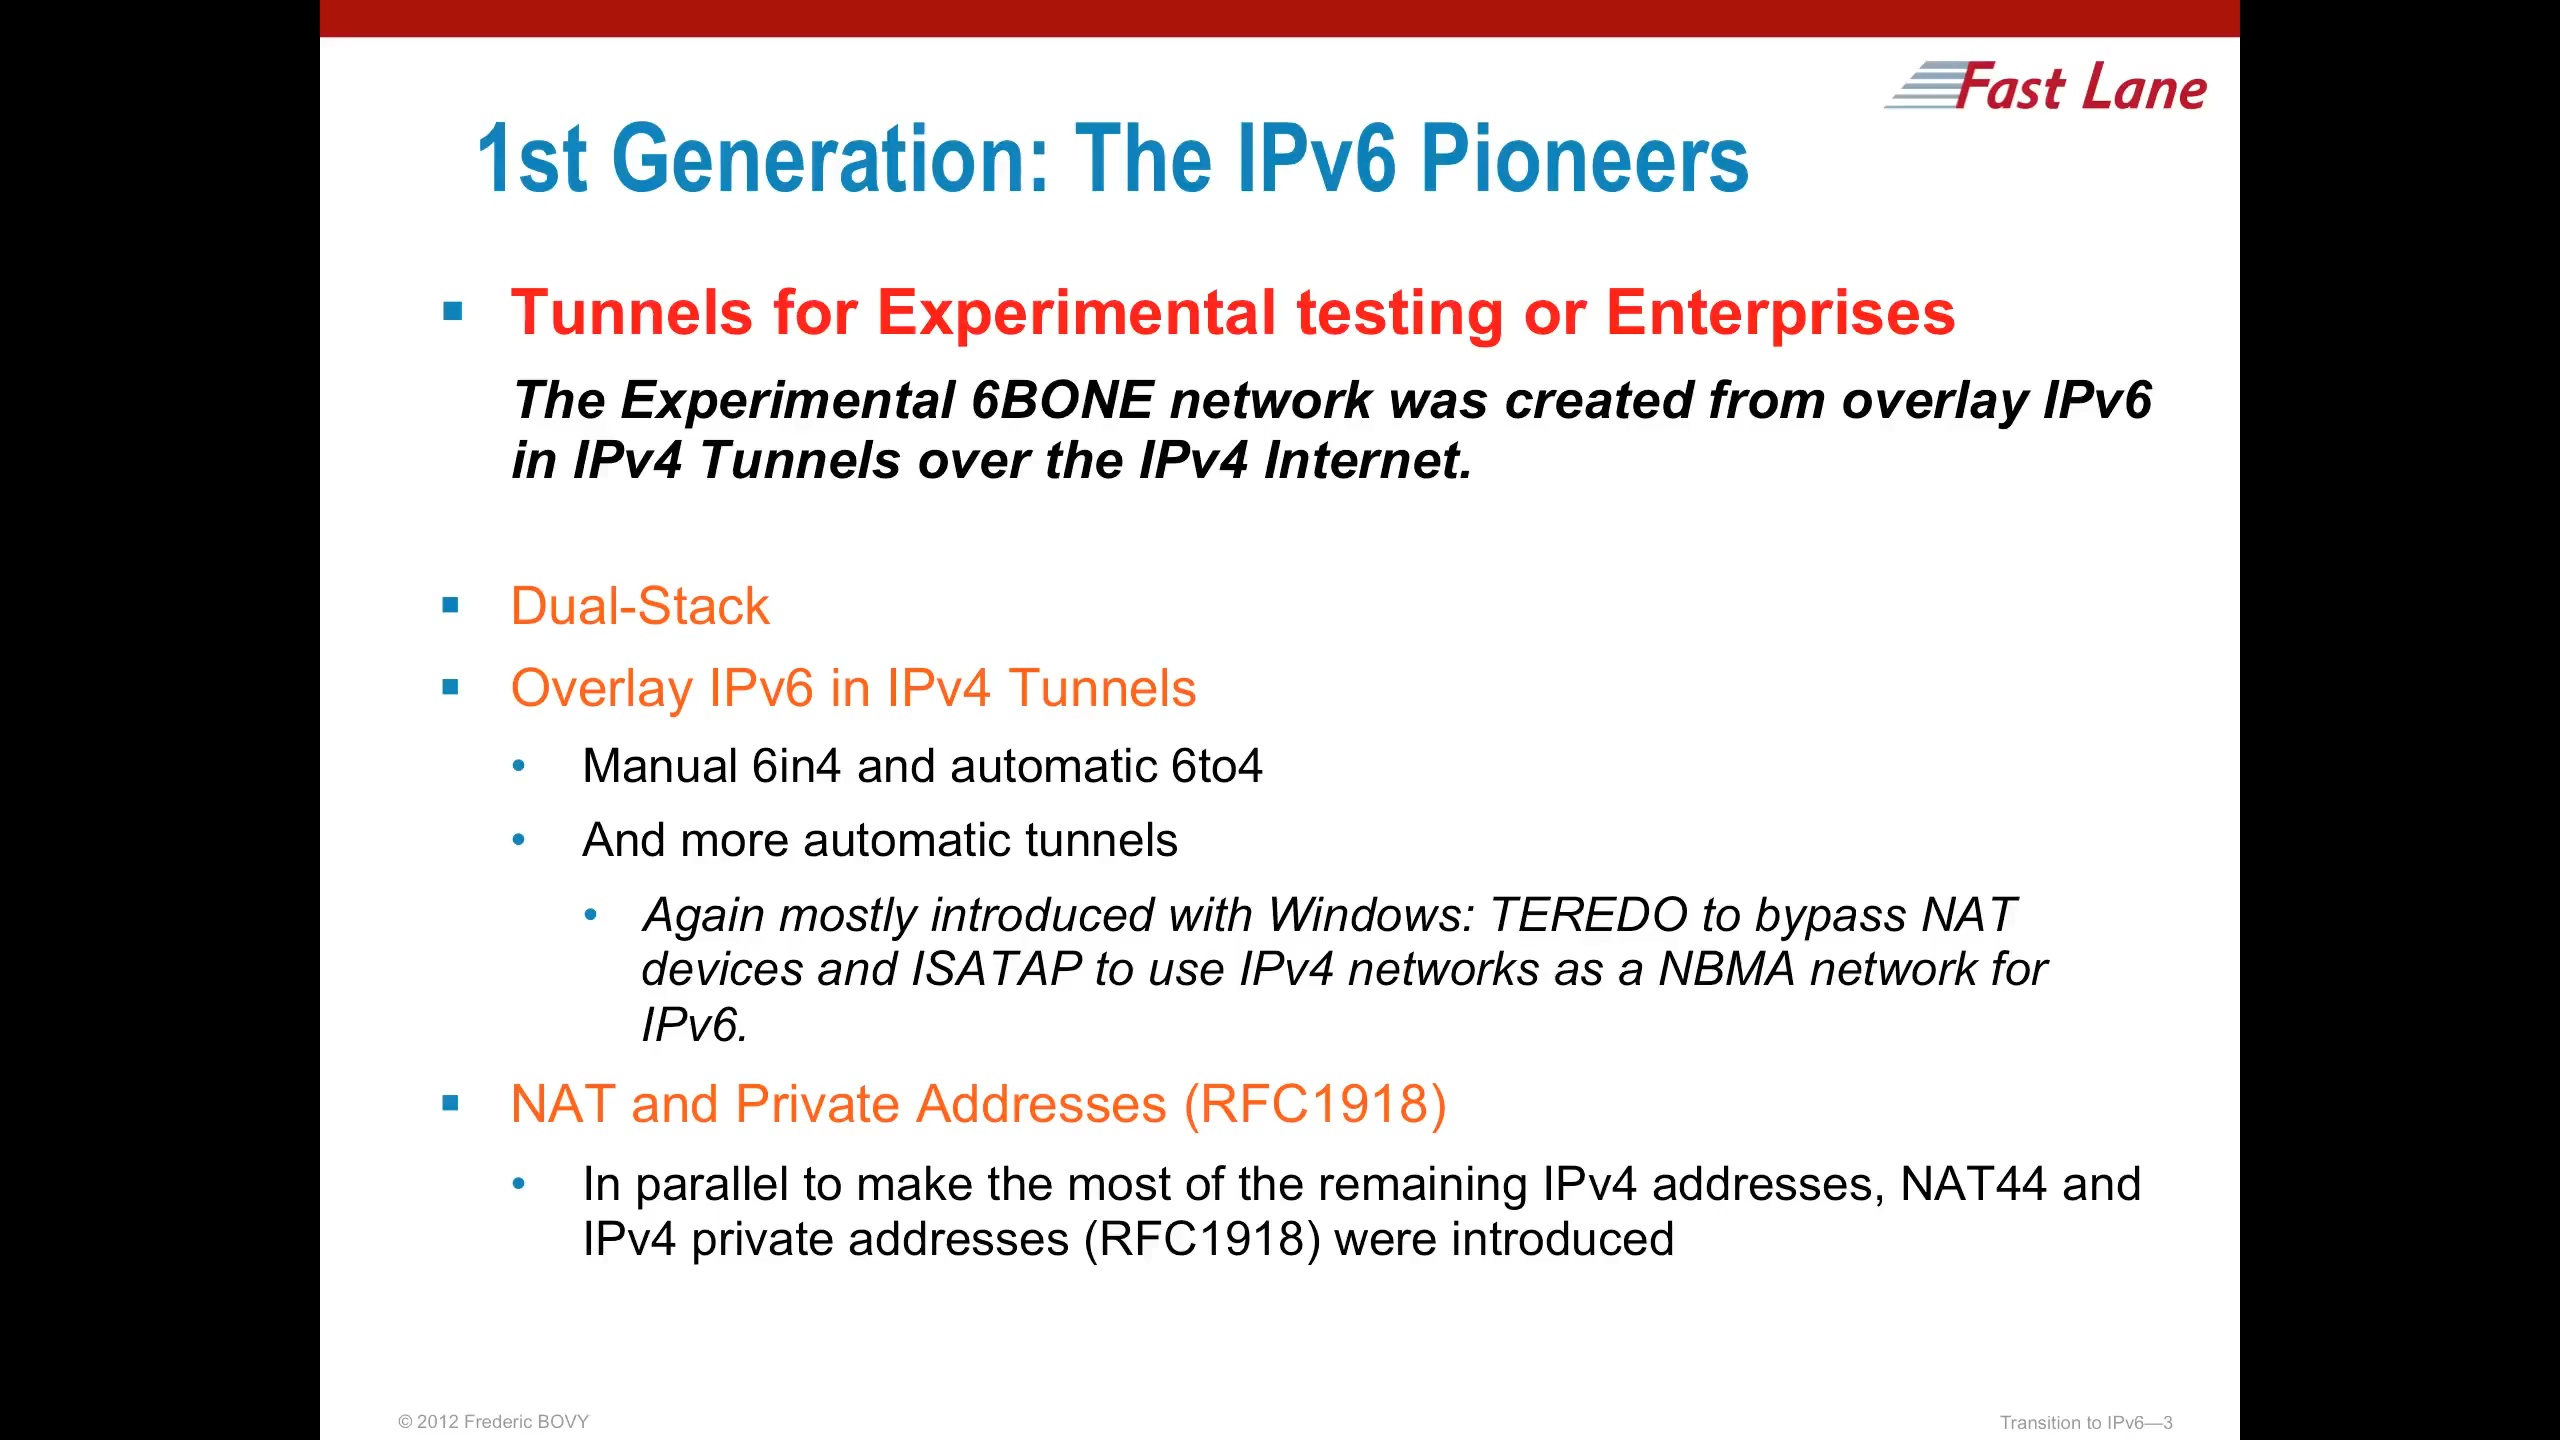 Fast Lane
1st Generation: The IPv6 Pioneers
▪ Tunnels for Experimental testing or Enterprises
The Experimental 6BONE network was created from overlay IPv6
in IPv4 Tunnels over the IPv4 Internet.
▪ Dual-Stack
▪ Overlay IPv6 in IPv4 Tunnels
• Manual 6in4 and automatic 6to4
• And more automatic tunnels
• Again mostly introduced with Windows: TEREDO to bypass NAT
devices and ISATAP to use IPv4 networks as a NBMA network for
IPv6.
▪ NAT and Private Addresses (RFC1918)
• In parallel to make the most of the remaining IPv4 addresses, NAT44 and
IPv4 private addresses (RFC1918) were introduced
© 2012 Frederic BOVY
Transition to IPv6—3